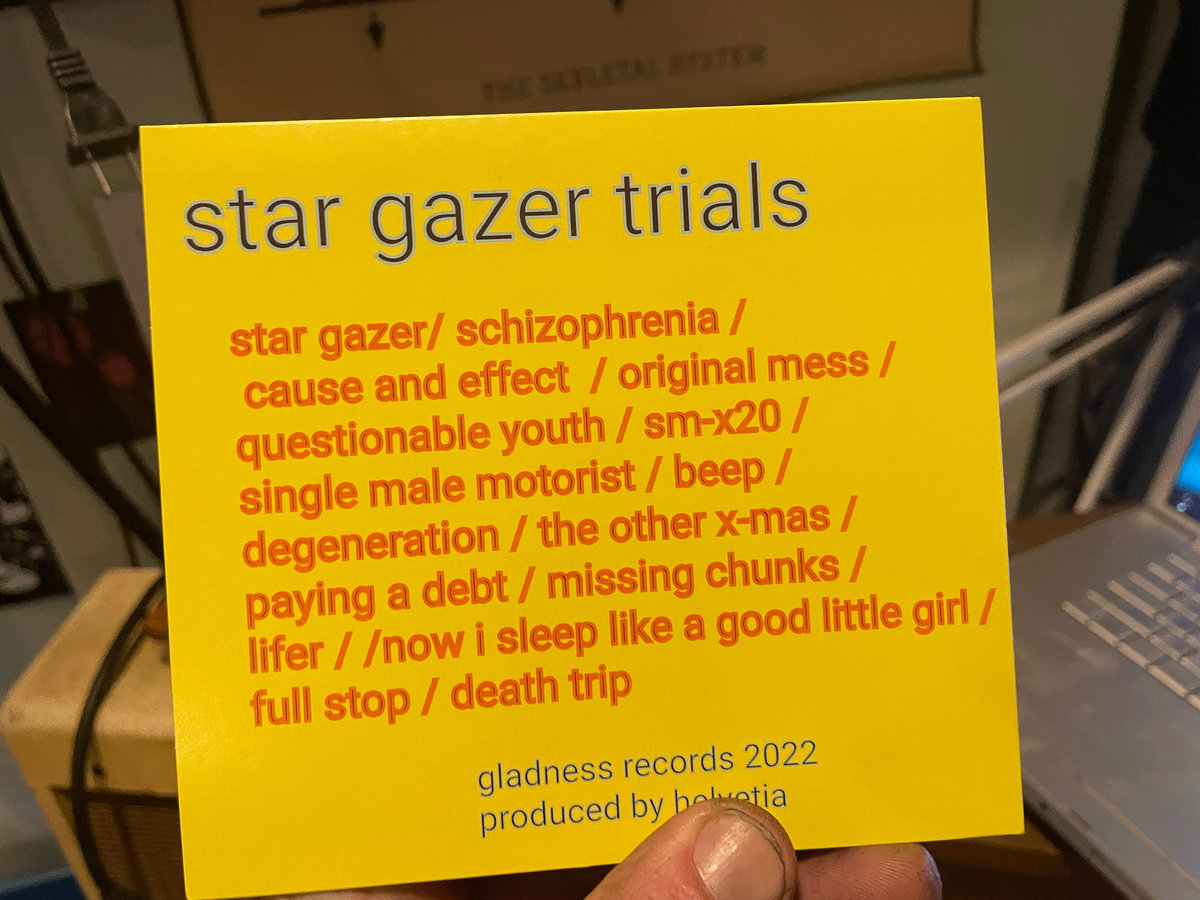 THE SKELETAL SYSTEM
star gazer trials
star gazer/ schizophrenia /
cause and effect / original mess /
questionable youth / sm-x20 /
single male motorist / beep /
degeneration / the other x-mas /
paying a debt / missing chunks /
lifer / /now i sleep like a good little girl /
full stop / death trip
gladness records 2022
produced by helvetia